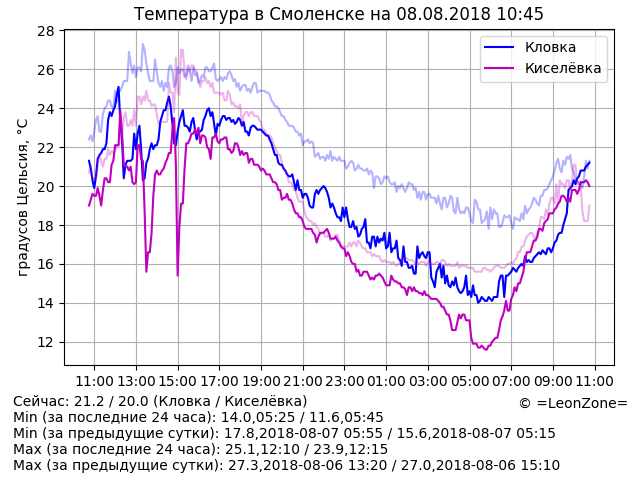 Температура в Смоленске на 08.08.2018 10:45
градусов Цельсия, °C
28
26
24
22
20
18
16
14
12
Кловка
Киселёвка
11:00 13:00 15:00 17:00 19:00 21:00 23:00 01:00 03:00 05:00 07:00 09:00 11:00
Сейчас: 21.2 / 20.0 (Кловка / Киселёвка)
© =LeonZone=
Min (за последние 24 часа): 14.0,05:25 / 11.6,05:45
Min (за предыдущие сутки): 17.8,2018-08-07 05:55 / 15.6,2018-08-07 05:15
Max (за последние 24 часа): 25.1,12:10 / 23.9,12:15
Max (за предыдущие сутки): 27.3,2018-08-06 13:20 / 27.0,2018-08-06 15:10